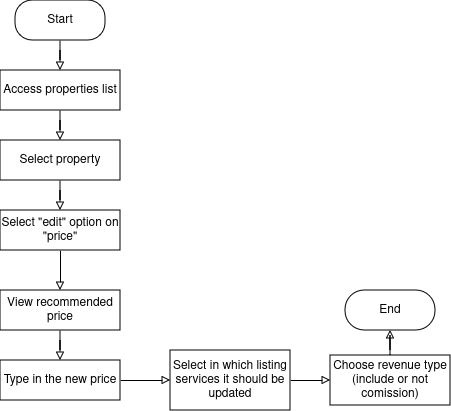 Start
Access properties list
Select property
Select "edit" option on
"price"
View recommended
price
Type in the new price
Select in which listing
services it should be
updated
Choose revenue type
(include or not
comission)
End